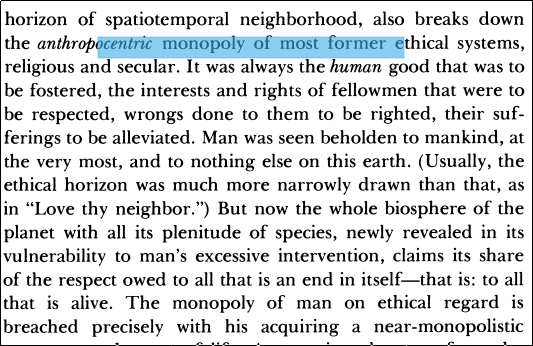 horizon of spatiotemporal neighborhood, also breaks down
the anthropocentric monopoly of most former ethical systems,
religious and secular. It was always the human good that was to
be fostered, the interests and rights of fellowmen that were to
be respected, wrongs done to them to be righted, their suf-
ferings to be alleviated. Man was seen beholden to mankind, at
the very most, and to nothing else on this earth. (Usually, the
ethical horizon was much more narrowly drawn than that, as
in “Love thy neighbor.”) But now the whole biosphere of the
planet with all its plenitude of species, newly revealed in its
vulnerability to man’s excessive intervention, claims its share
of the respect owed to all that is an end in itself—that is: to all
that is alive. The monopoly of man on ethical regard is
breached precisely with his acquiring a near-monopolistic